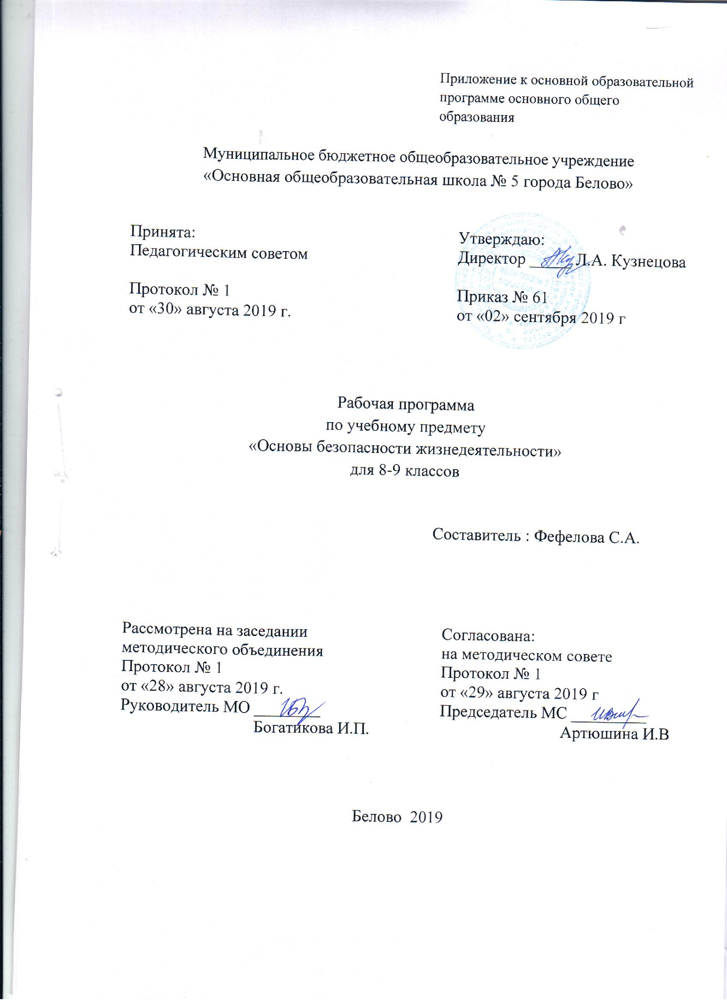 Приложение к основной образовательной
программе основного общего
образования
Муниципальное бюджетное общеобразовательное учреждение
«Основная общеобразовательная школа № 5 города Белово»
Принята:
Педагогическим советом
Протокол № 1
от «30» августа 2019 г.
Утверждаю:
Директор _____ Л.А. Кузнецова
Приказ № 61
от «02» сентября 2019 г
Рабочая программа
по учебному предмету
«Основы безопасности жизнедеятельности»
для 8-9 классов
Составитель : Фефелова С.А.
Рассмотрена на заседании
методического объединения
Протокол № 1
от «28» августа 2019 г.
Руководитель МО ________
Богатикова И.П.
Согласована:
на методическом совете
Протокол № 1
от «29» августа 2019 г
Председатель МС _________
Артюшина И.В
Белово 2019